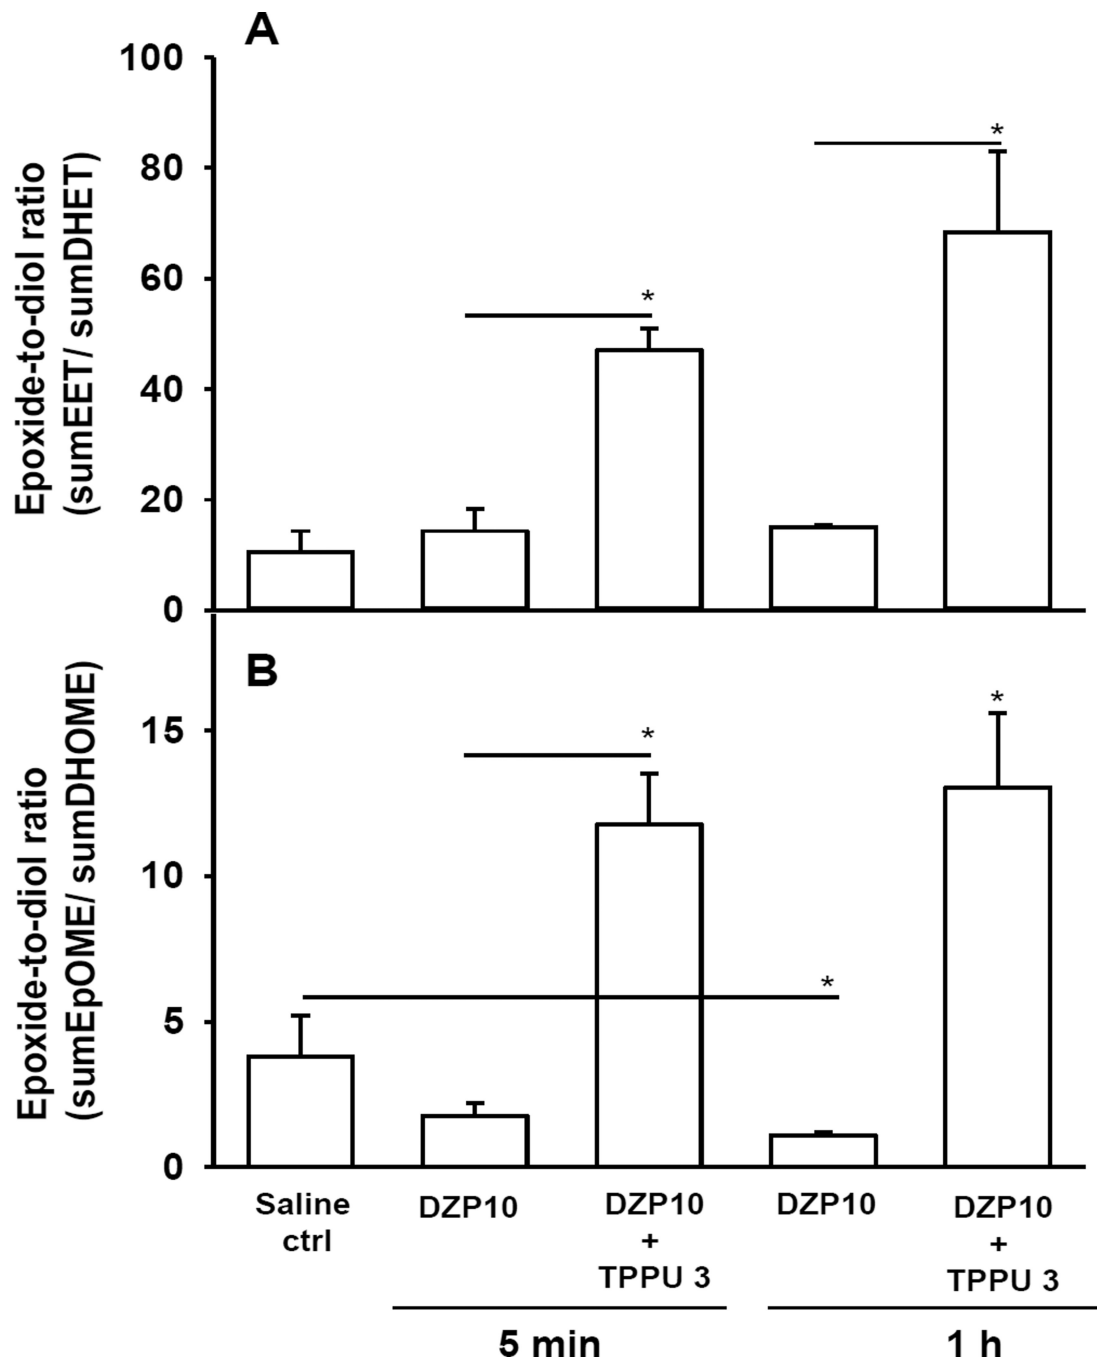 A
Epoxide-to-diol ratio
(sumEET/ sumDHET)
100
80
60
40
20
0
*
*
B
Epoxide-to-diol ratio
(sumEpOME/ sumDHOME)
15
10
5
0
*
*
*
Saline
ctrl
DZP10
DZP10
+
TPPU 3
DZP10
DZP10
+
TPPU 3
5 min
1 h